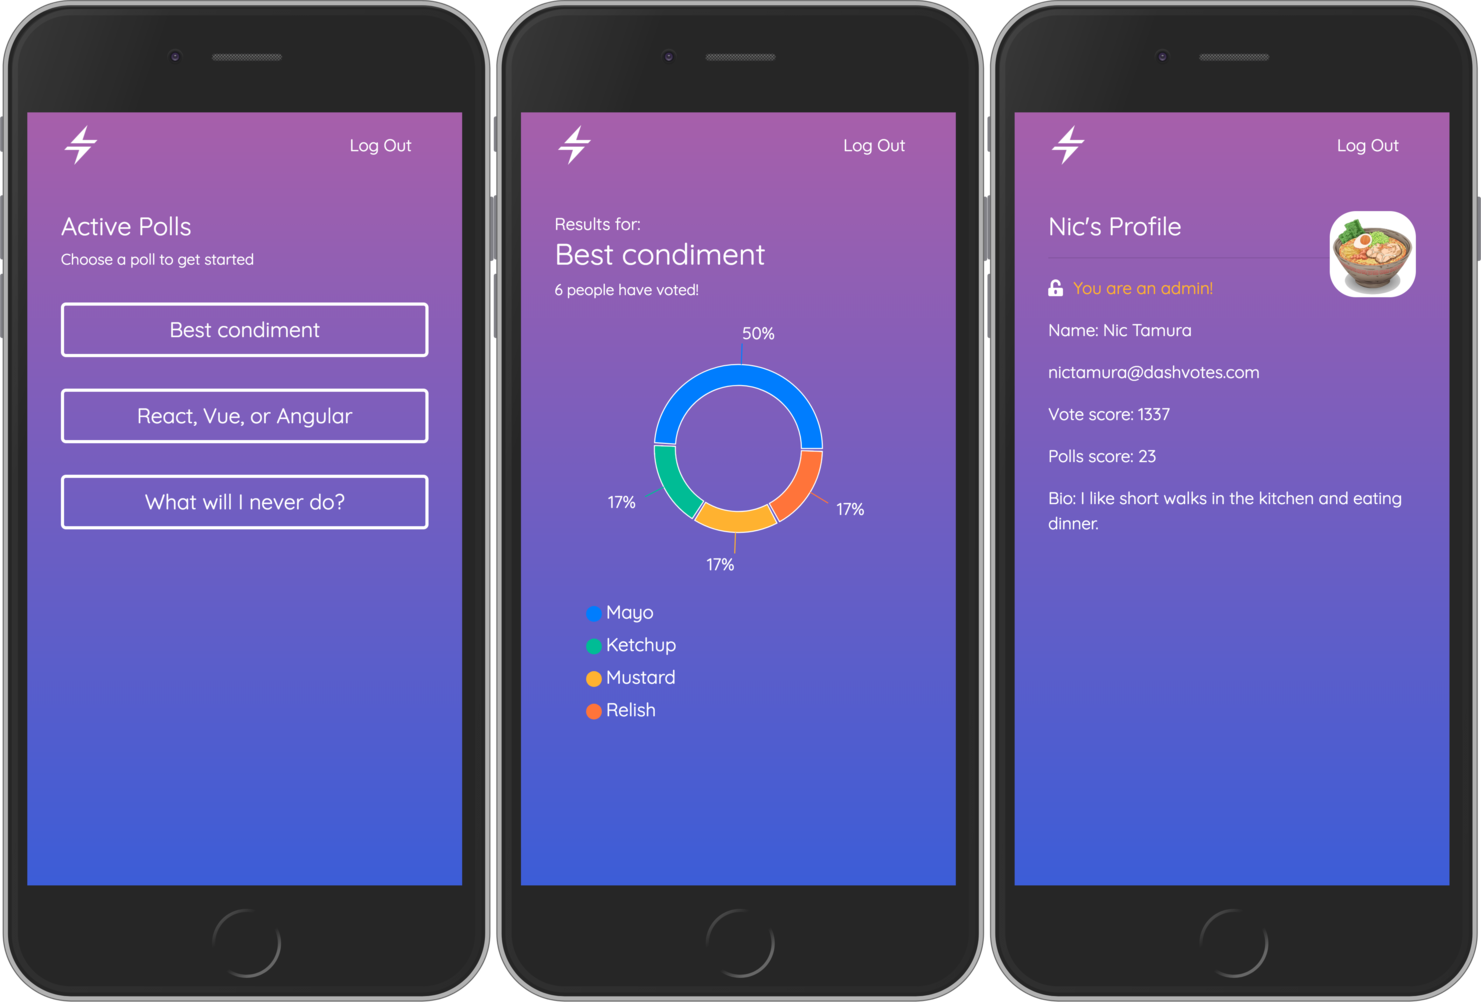 Log Out
Active Polls
Choose a poll to get started
Best condiment
React, Vue, or Angular
What will I never do?
Log Out
Results for:
Best condiment
6 people have voted!
50%
17%
17%
17%
Mayo
Ketchup
Mustard
Relish
Log Out
Nic's Profile
You are an admin!
Name: Nic Tamura
nictamura@dashvotes.com
Vote score: 1337
Polls score: 23
Bio: I like short walks in the kitchen and eating
dinner.